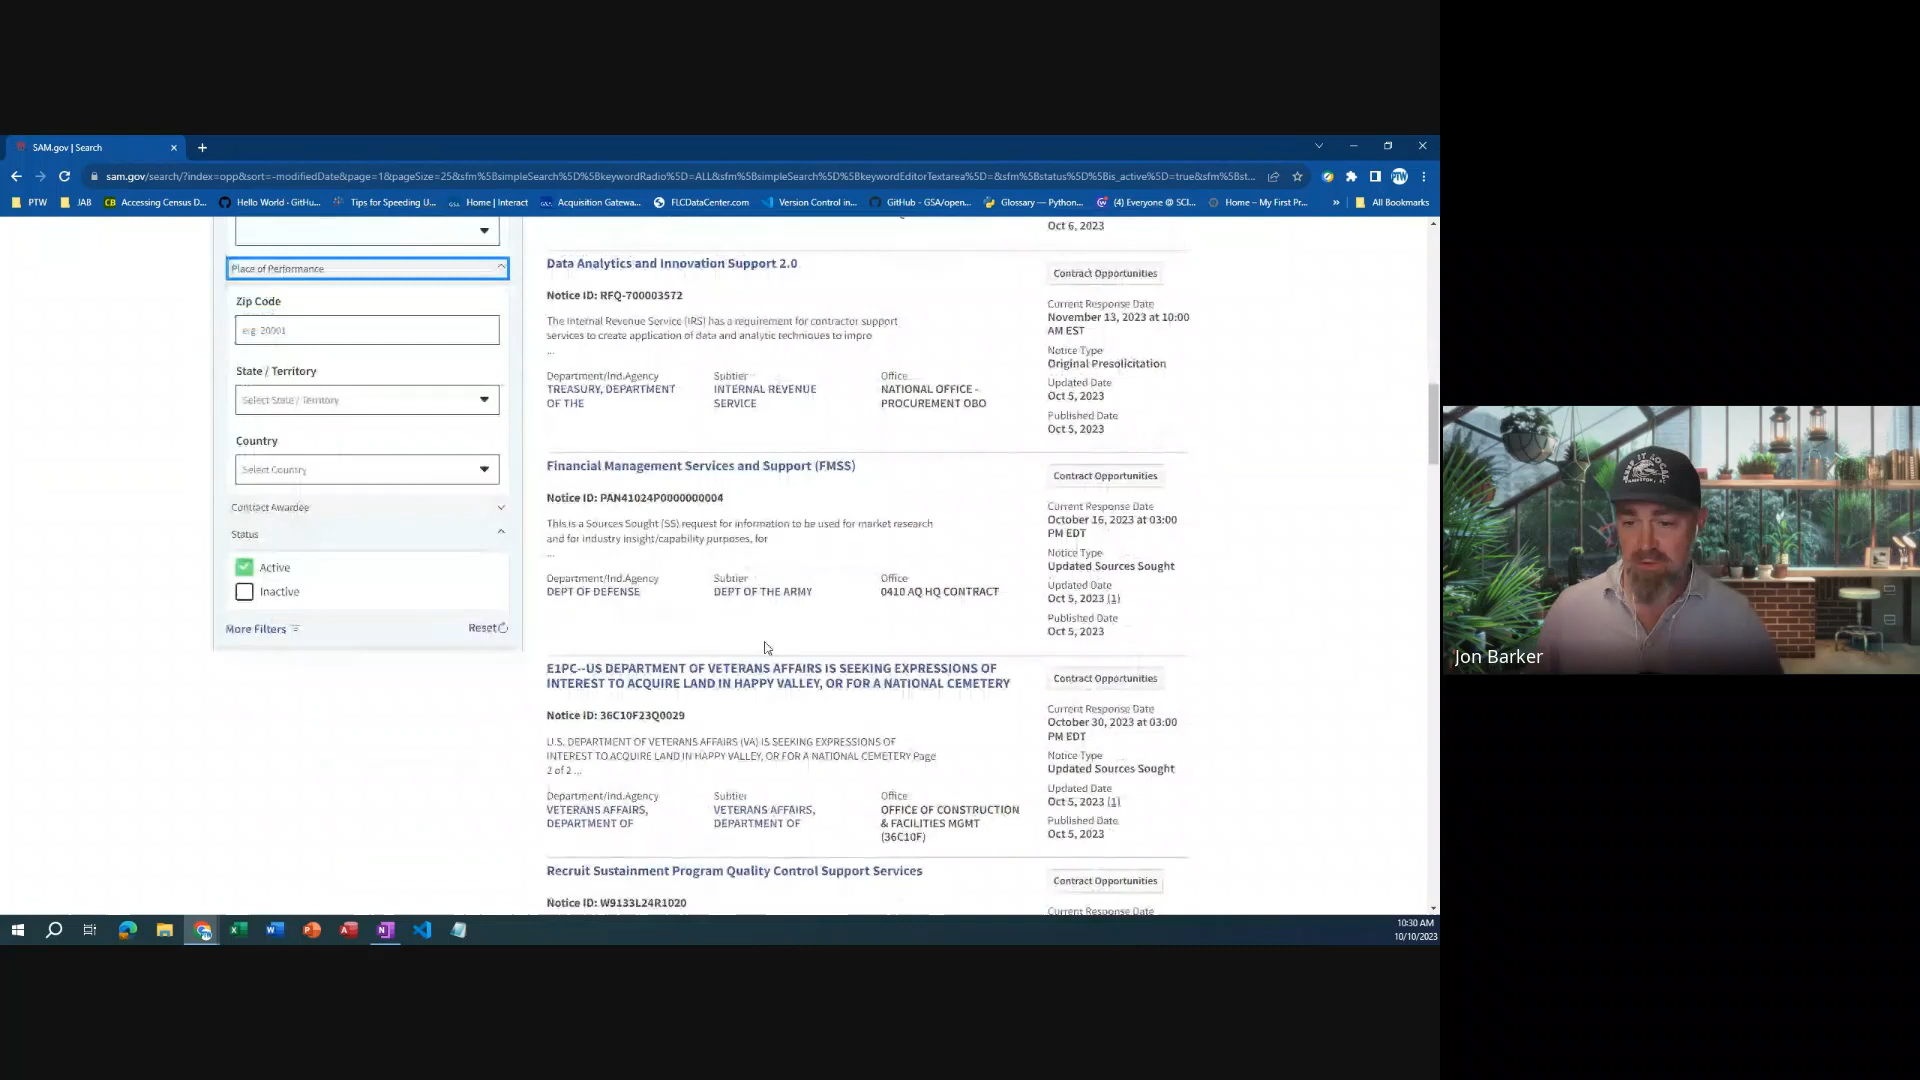 SAM.gov | Search
sam.gov/search/?index=opp&sort=-modifiedDate&page=1&pageSize=25&sfm%5BsimpleSearch%5D%5BkeywordRadio%5D=ALL&sfm%5BsimpleSearch%5D%5BkeywordEditorTextarea%5D=&sfm%5Bstatus%5D%5Bis_active%5D=true&sfm%5Bst...
PTW
PTW
JAB
Accessing Census D...
Hello World · GitHu...
Tips for Speeding U...
Home | Interact
Acquisition Gatewa...
FLCDataCenter.com
Version Control in...
GitHub - GSA/open...
Glossary — Python...
(4) Everyone @ SCI...
Home – My First Pr...
»
All Bookmarks
Place of Performance
Zip Code
e.g. 20001
State / Territory
Select State / Territory
Country
Select Country
Contract Awardee
Status
Active
Inactive
More Filters
Reset
Oct 6, 2023
Data Analytics and Innovation Support 2.0
Notice ID: RFQ-700003572
The Internal Revenue Service (IRS) has a requirement for contractor support
services to create application of data and analytic techniques to impro
...
Department/Ind.Agency
TREASURY, DEPARTMENT
OF THE
Subtier
INTERNAL REVENUE
SERVICE
Office
NATIONAL OFFICE -
PROCUREMENT OBO
Contract Opportunities
Current Response Date
November 13, 2023 at 10:00
AM EST
Notice Type
Original Presolicitation
Updated Date
Oct 5, 2023
Published Date
Oct 5, 2023
Financial Management Services and Support (FMSS)
Notice ID: PAN41024P0000000004
This is a Sources Sought (SS) request for information to be used for market research
and for industry insight/capability purposes, for
...
Department/Ind.Agency
DEPT OF DEFENSE
Subtier
DEPT OF THE ARMY
Office
0410 AQ HQ CONTRACT
Contract Opportunities
Current Response Date
October 16, 2023 at 03:00
PM EDT
Notice Type
Updated Sources Sought
Updated Date
Oct 5, 2023 (1)
Published Date
Oct 5, 2023
E1PC--US DEPARTMENT OF VETERANS AFFAIRS IS SEEKING EXPRESSIONS OF
INTEREST TO ACQUIRE LAND IN HAPPY VALLEY, OR FOR A NATIONAL CEMETERY
Notice ID: 36C10F23Q0029
U.S. DEPARTMENT OF VETERANS AFFAIRS (VA) IS SEEKING EXPRESSIONS OF
INTEREST TO ACQUIRE LAND IN HAPPY VALLEY, OR FOR A NATIONAL CEMETERY Page
2 of 2 ...
Department/Ind.Agency
VETERANS AFFAIRS,
DEPARTMENT OF
Subtier
VETERANS AFFAIRS,
DEPARTMENT OF
Office
OFFICE OF CONSTRUCTION
& FACILITIES MGMT
(36C10F)
Contract Opportunities
Current Response Date
October 30, 2023 at 03:00
PM EDT
Notice Type
Updated Sources Sought
Updated Date
Oct 5, 2023 (1)
Published Date
Oct 5, 2023
Recruit Sustainment Program Quality Control Support Services
Notice ID: W9133L24R1020
Contract Opportunities
Current Response Date
10:30 AM
10/10/2023
KEEP IT LOCAL
Jon Barker